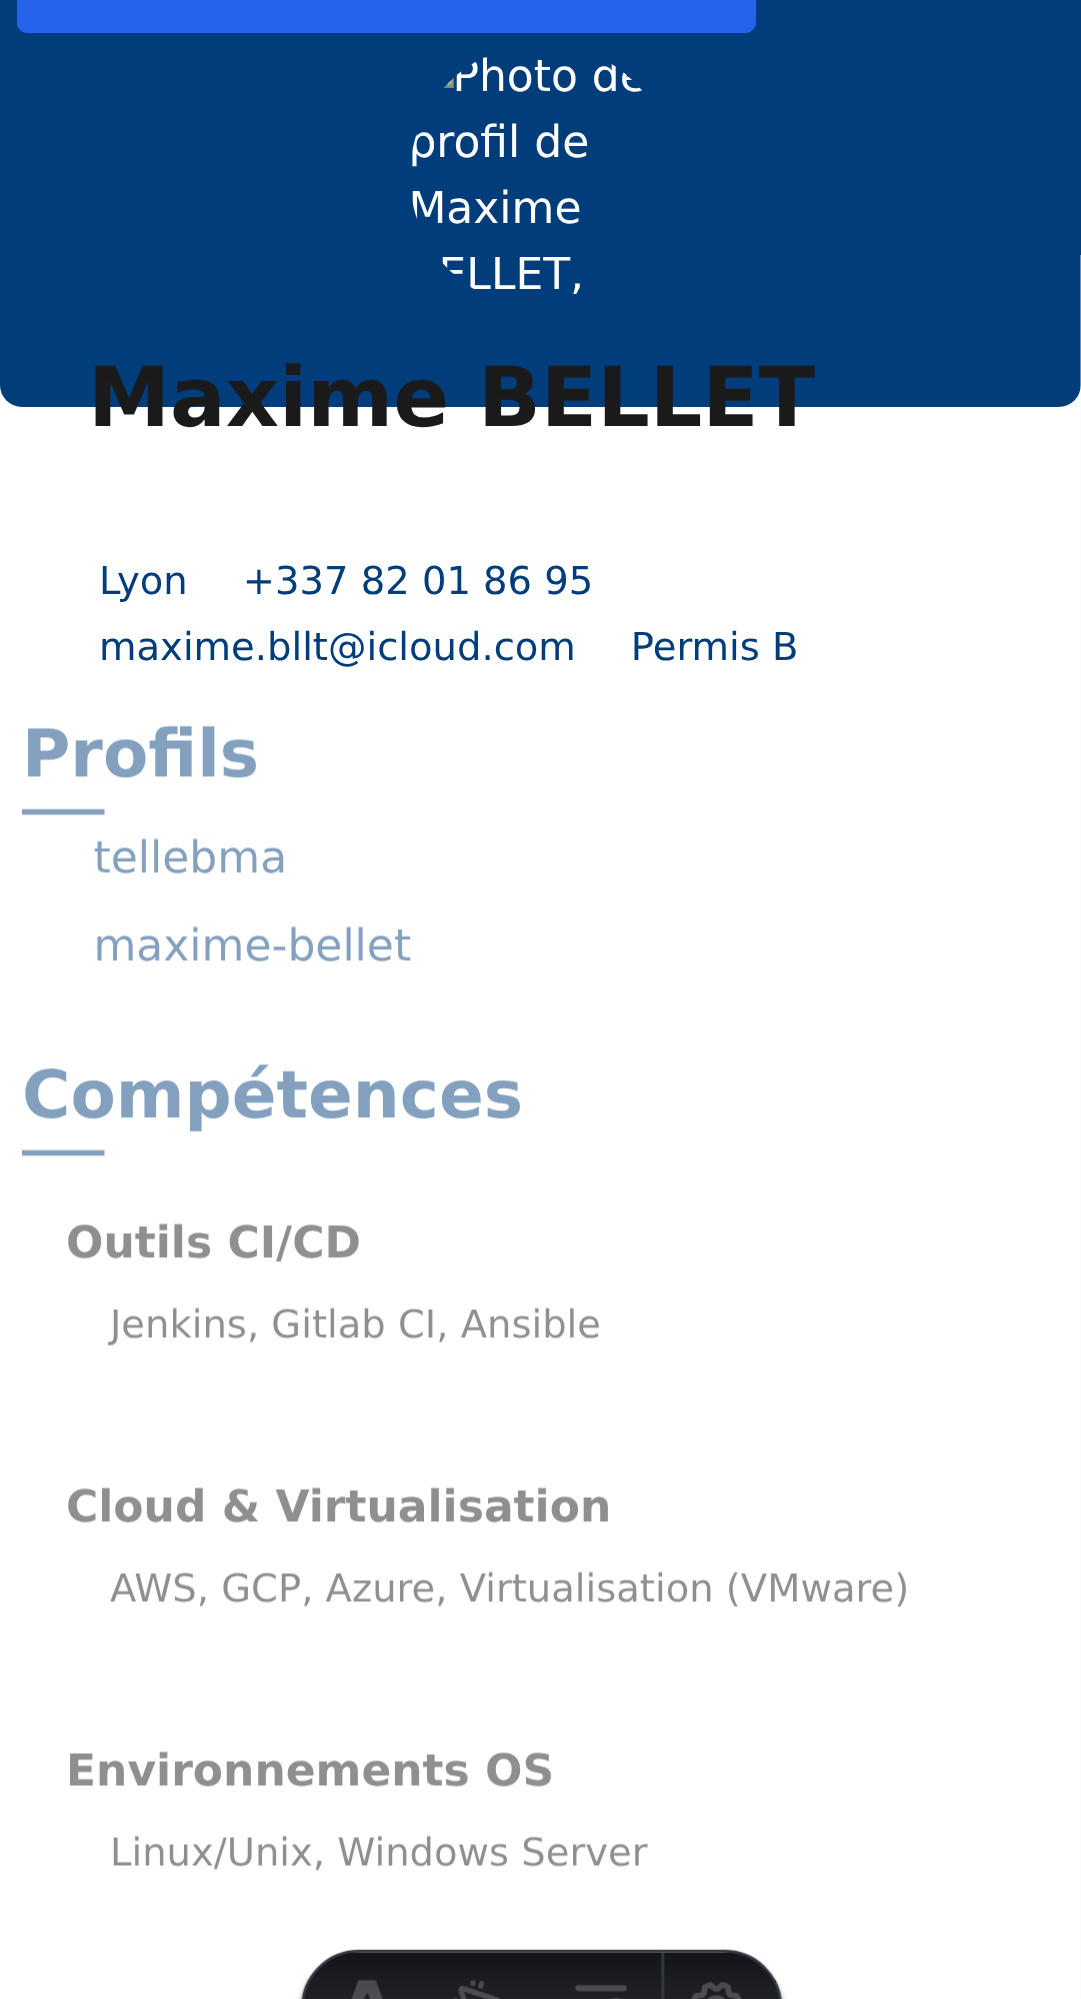 Photo de
profil de
Maxime
BELLET,
Maxime BELLET
Lyon +337 82 01 86 95
maxime.bllt@icloud.com Permis B
Profils
tellebma
maxime-bellet
Compétences
Outils CI/CD
Jenkins, Gitlab CI, Ansible
Cloud & Virtualisation
AWS, GCP, Azure, Virtualisation (VMware)
Environnements OS
Linux/Unix, Windows Server